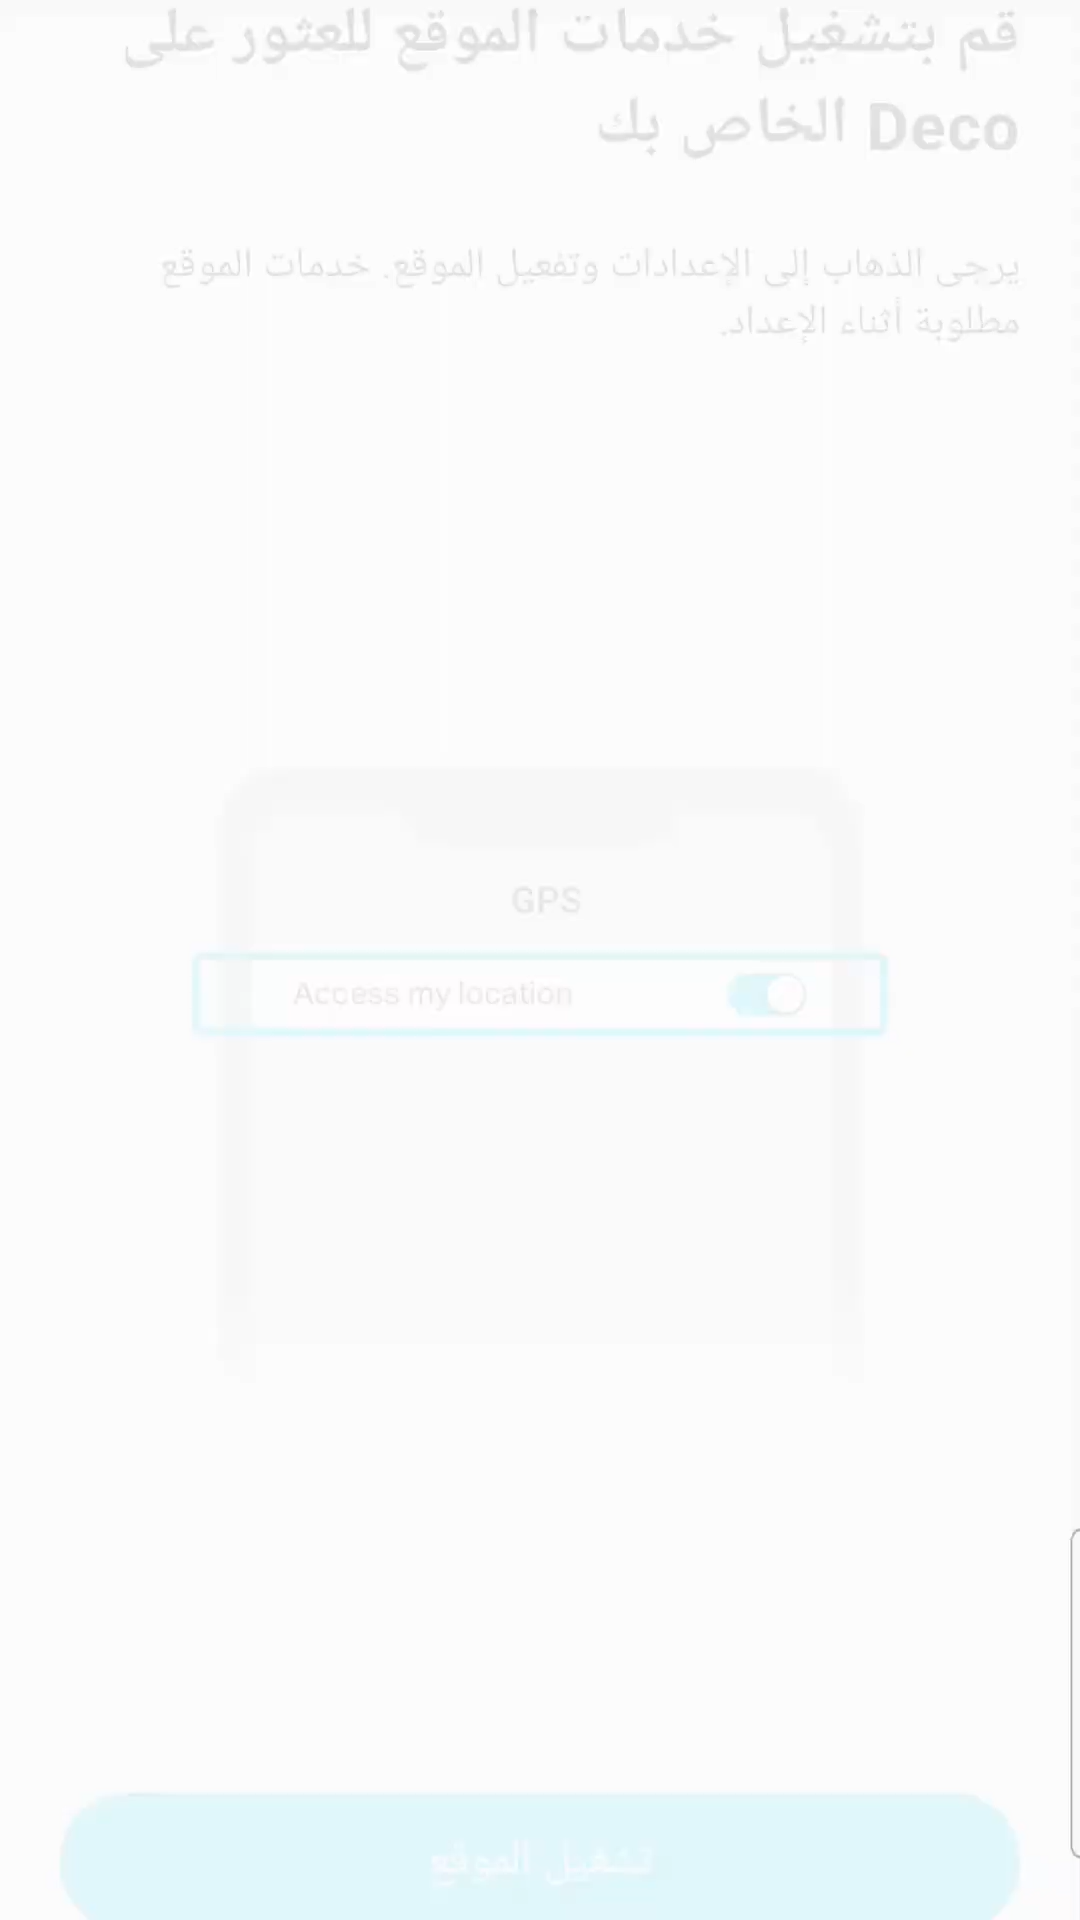 قم بتشغيل خدمات الموقع للعثور على
Deco الخاص بك
يرجى الذهاب إلى الإعدادات وتفعيل الموقع. خدمات الموقع
مطلوبة أثناء الإعداد.
GPS
Access my location
تشغيل الموقع